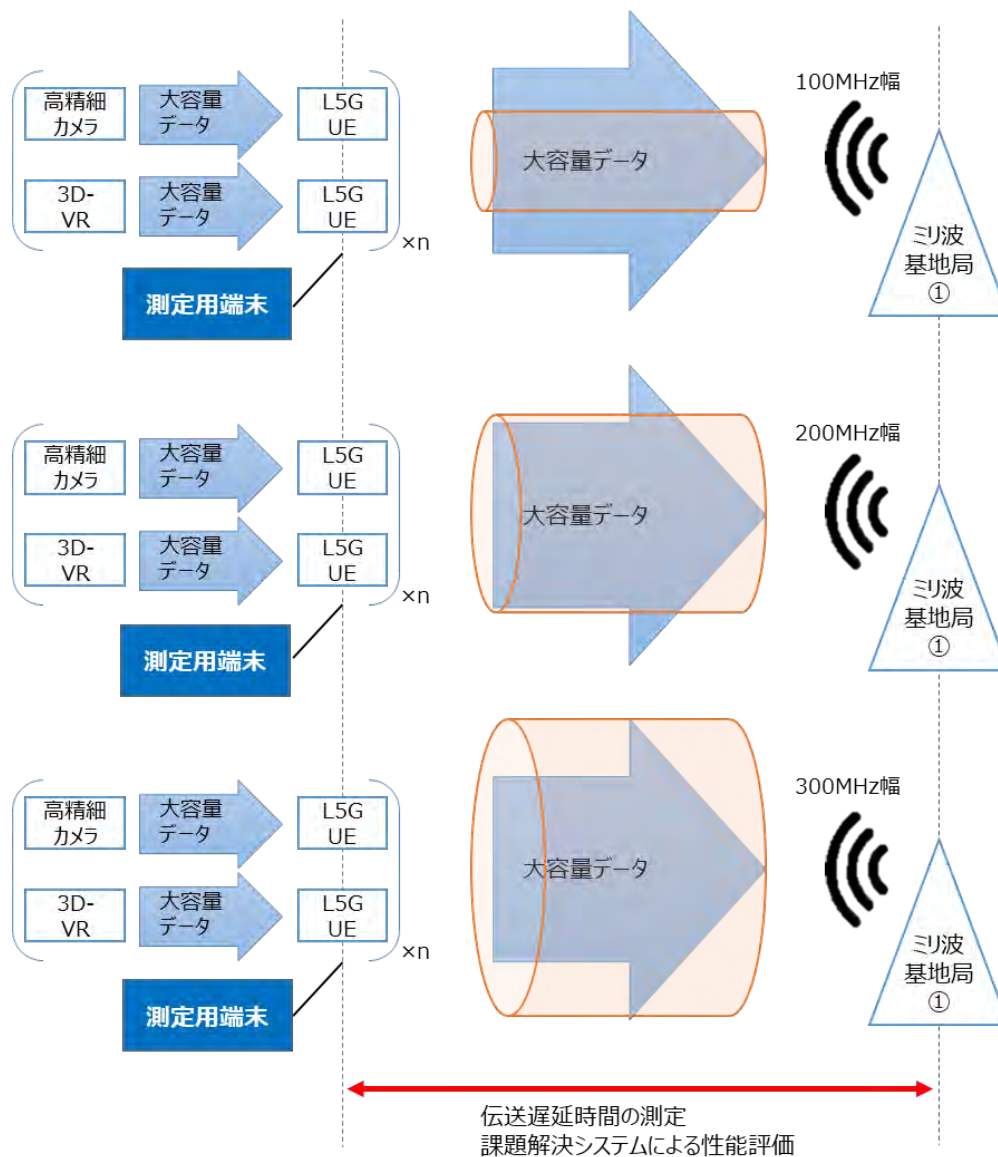 100MHz幅
高精細
カメラ
大容量
データ
L5G
UE
大容量データ
3D-
VR
大容量
データ
L5G
UE
×n
ミリ波
基地局
①
測定用端末
200MHz幅
高精細
カメラ
大容量
データ
L5G
UE
大容量データ
3D-
VR
大容量
データ
L5G
UE
×n
ミリ波
基地局
①
測定用端末
300MHz幅
高精細
カメラ
大容量
データ
L5G
UE
大容量データ
3D-
VR
大容量
データ
L5G
UE
×n
ミリ波
基地局
①
測定用端末
伝送遅延時間の測定
課題解決システムによる性能評価